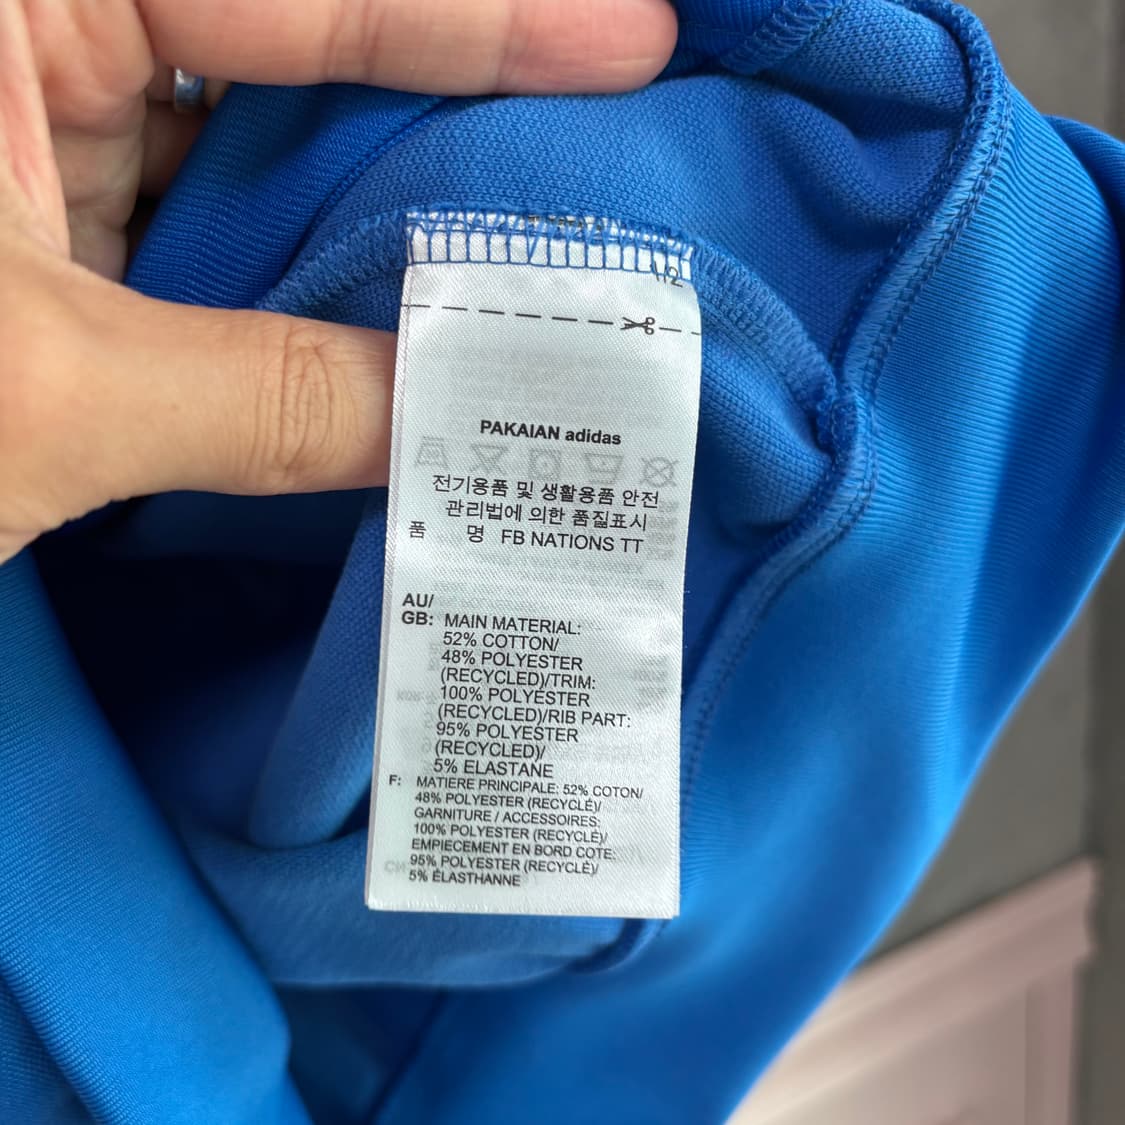 1/2
PAKAIAN adidas
전기용품 및 생활용품 안전
관리법에 의한 품질표시
품 명 FB NATIONS TT
AU/
GB: MAIN MATERIAL:
52% COTTON/
48% POLYESTER
(RECYCLED)/TRIM:
100% POLYESTER
(RECYCLED)/RIB PART:
95% POLYESTER
(RECYCLED)/
5% ELASTANE
F: MATIERE PRINCIPALE: 52% COTON/
48% POLYESTER (RECYCLÉ)/
GARNITURE / ACCESSOIRES:
100% POLYESTER (RECYCLÉ)/
EMPIECEMENT EN BORD COTE:
95% POLYESTER (RECYCLÉ)/
5% ÉLASTHANNE